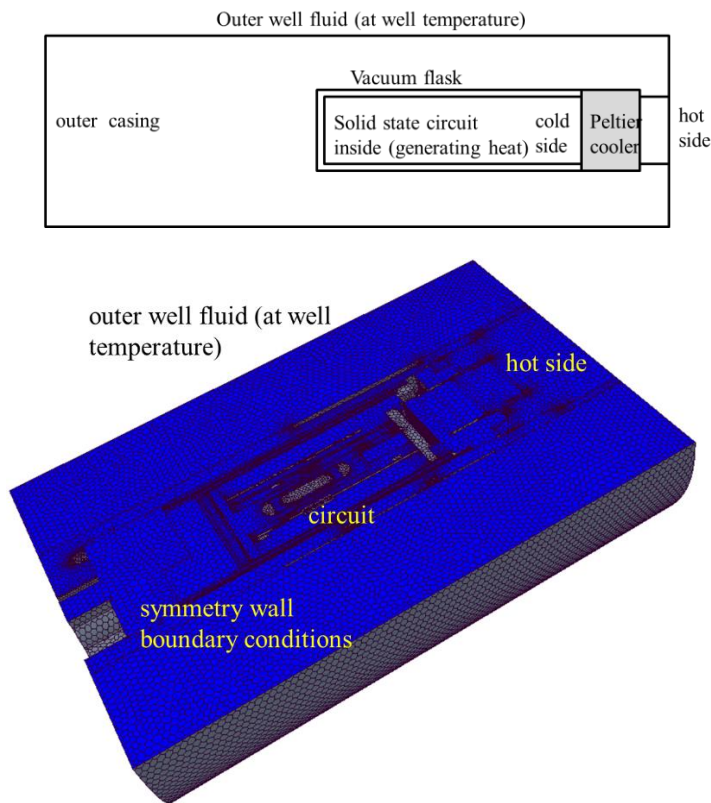 Outer well fluid (at well temperature)
Vacuum flask
outer casing
Solid state circuit
inside (generating heat)
cold
side
Peltier
cooler
hot
side
outer well fluid (at well
temperature)
hot side
circuit
symmetry wall
boundary conditions